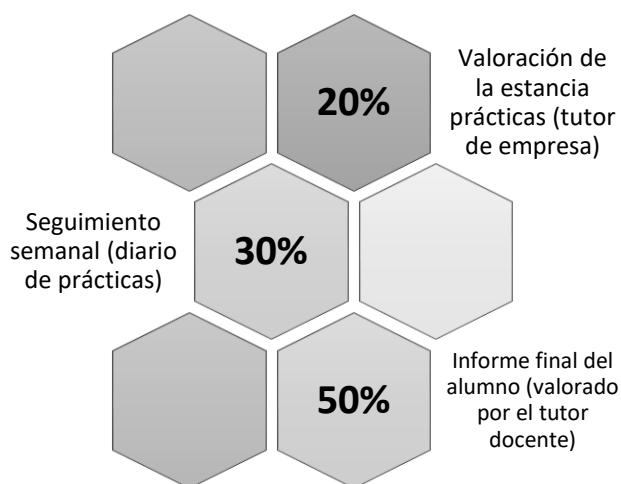 20%
Valoración de
la estancia
prácticas (tutor
de empresa)
Seguimiento
semanal (diario
de prácticas)
30%
50%
Informe final del
alumno (valorado
por el tutor
docente)